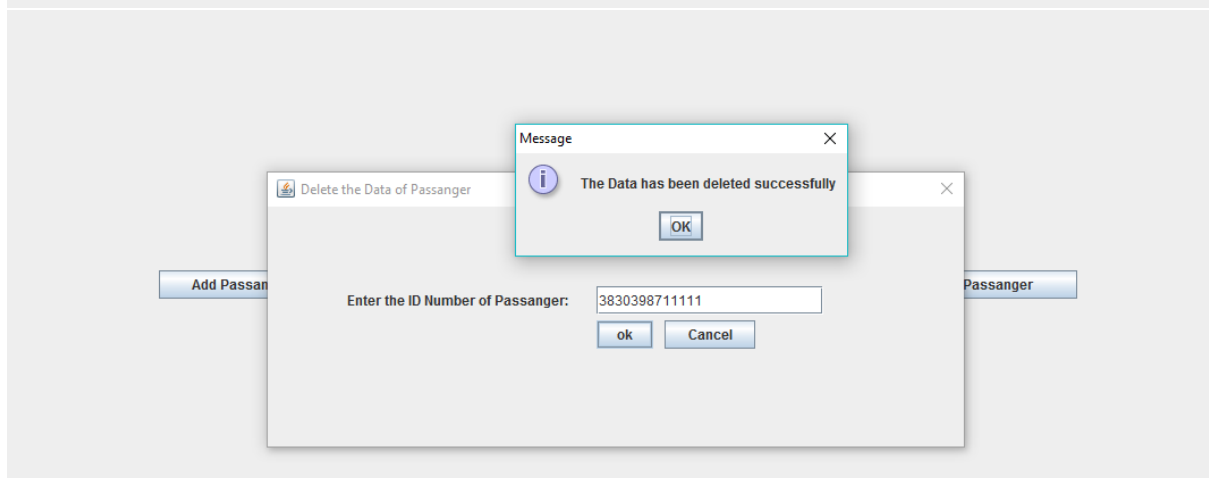 Message
The Data has been deleted successfully
OK
Delete the Data of Passanger
Add Passan
Passanger
Enter the ID Number of Passanger:
3830398711111
ok
Cancel